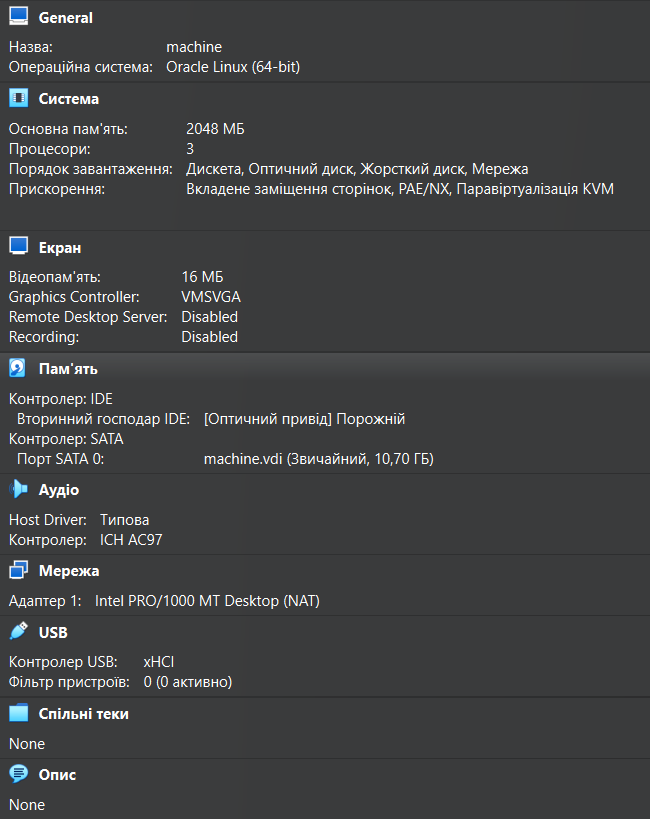 General
Назва: machine
Операційна система: Oracle Linux (64-bit)
Система
Основна пам'ять: 2048 МБ
Процесори: 3
Порядок завантаження: Дискета, Оптичний диск, Жорсткий диск, Мережа
Прискорення: Вкладене заміщення сторінок, PAE/NX, Паравіртуалізація KVM
Екран
Відеопам'ять: 16 МБ
Graphics Controller: VMSVGA
Remote Desktop Server: Disabled
Recording: Disabled
Пам'ять
Контролер: IDE
Вторинний господар IDE: [Оптичний привід] Порожній
Контролер: SATA
Порт SATA 0: machine.vdi (Звичайний, 10,70 ГБ)
Аудіо
Host Driver: Типова
Контролер: ICH AC97
Мережа
Адаптер 1: Intel PRO/1000 MT Desktop (NAT)
USB
Контролер USB: xHCI
Фільтр пристроїв: 0 (0 активно)
Спільні теки
None
Опис
None